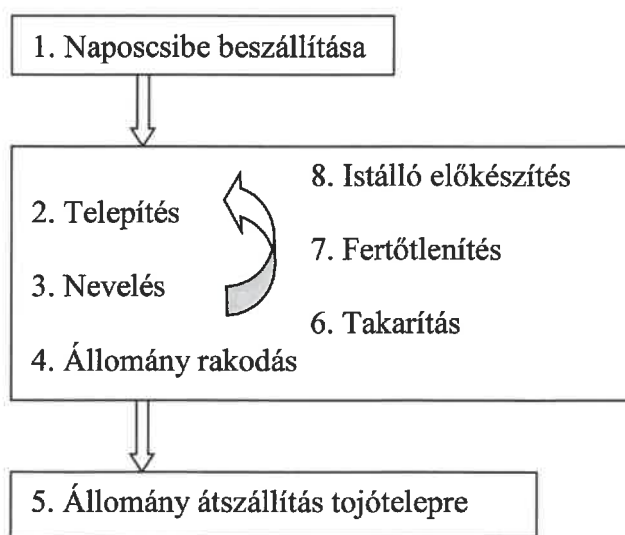 1. Naposcsibe beszállítása
2. Telepítés
3. Nevelés
4. Állomány rakodás
8. Istálló előkészítés
7. Fertőtlenítés
6. Takarítás
5. Állomány átszállítás tojótelepre